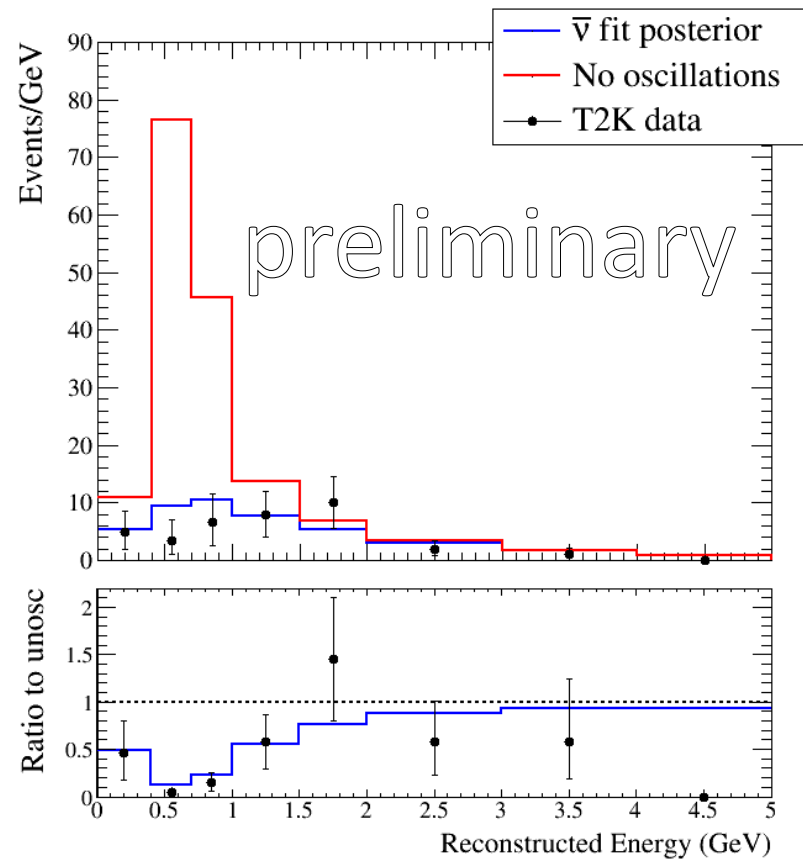 ν̅ fit posterior
No oscillations
T2K data
Events/GeV
90
80
70
60
50
40
30
20
10
0
preliminary
Ratio to unosc
2
1.5
1
0.5
0
0 0.5 1 1.5 2 2.5 3 3.5 4 4.5 5
Reconstructed Energy (GeV)